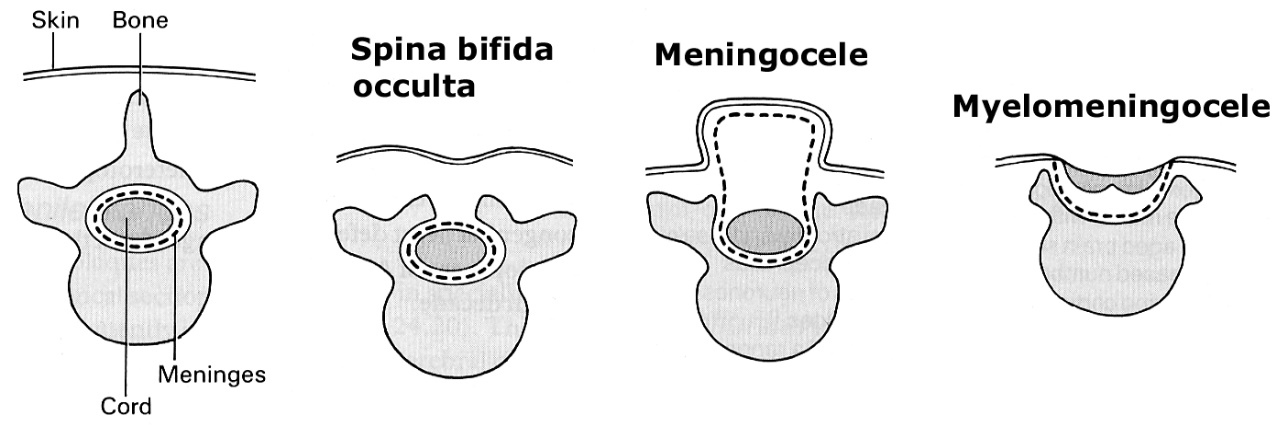 Skin
Bone
Spina bifida
occulta
Meningocele
Myelomeningocele
Meninges
Cord